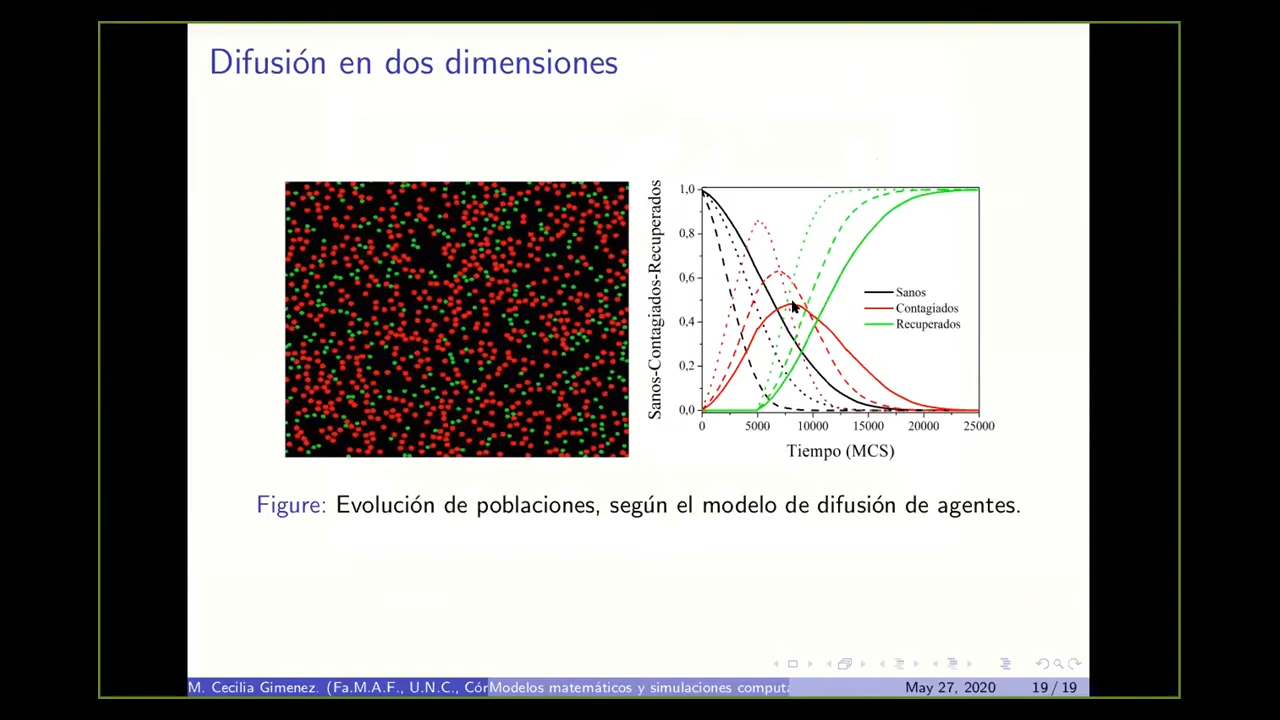 Difusión en dos dimensiones
Sanos-Contagiados-Recuperados
1,0
0,8
0,6
0,4
0,2
0,0
0 5000 10000 15000 20000 25000
Tiempo (MCS)
Sanos
Contagiados
Recuperados
Figure: Evolución de poblaciones, según el modelo de difusión de agentes.
M. Cecilia Gimenez. (Fa.M.A.F., U.N.C., Cór Modelos matemáticos y simulaciones computa May 27, 2020 19 / 19